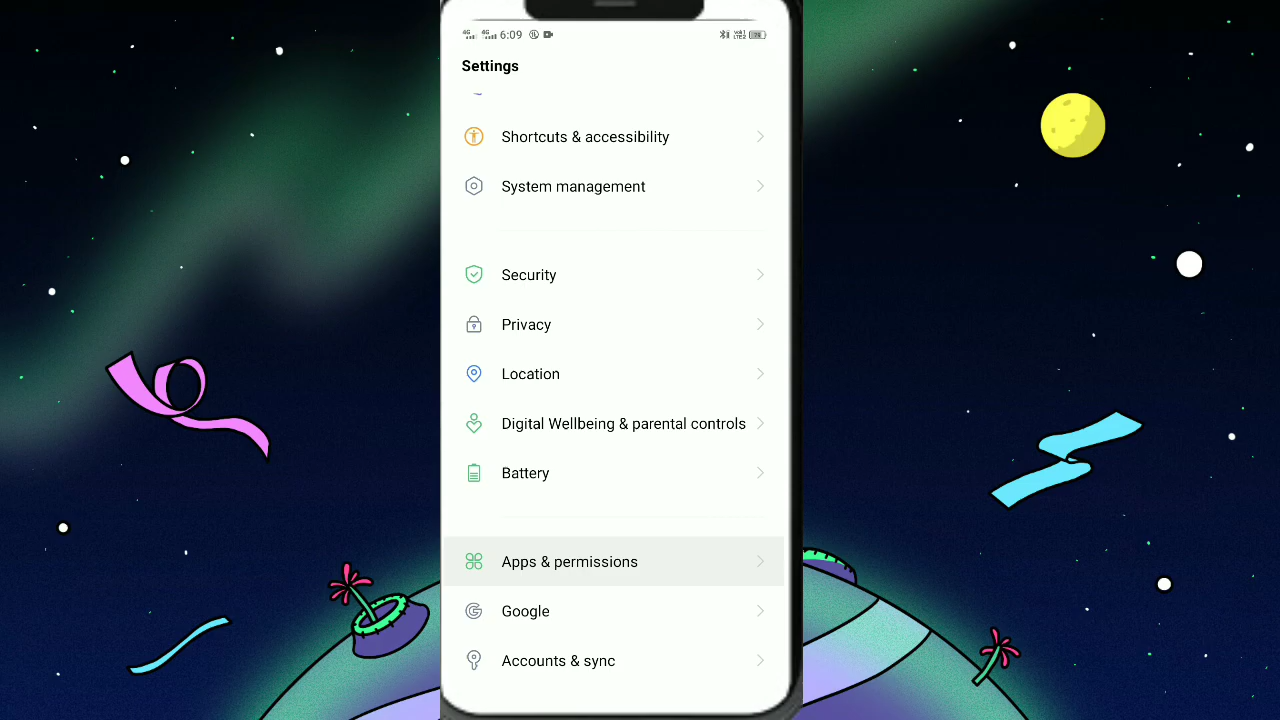 6:09
Settings
Shortcuts & accessibility
System management
Security
Privacy
Location
Digital Wellbeing & parental controls
Battery
Apps & permissions
Google
Accounts & sync